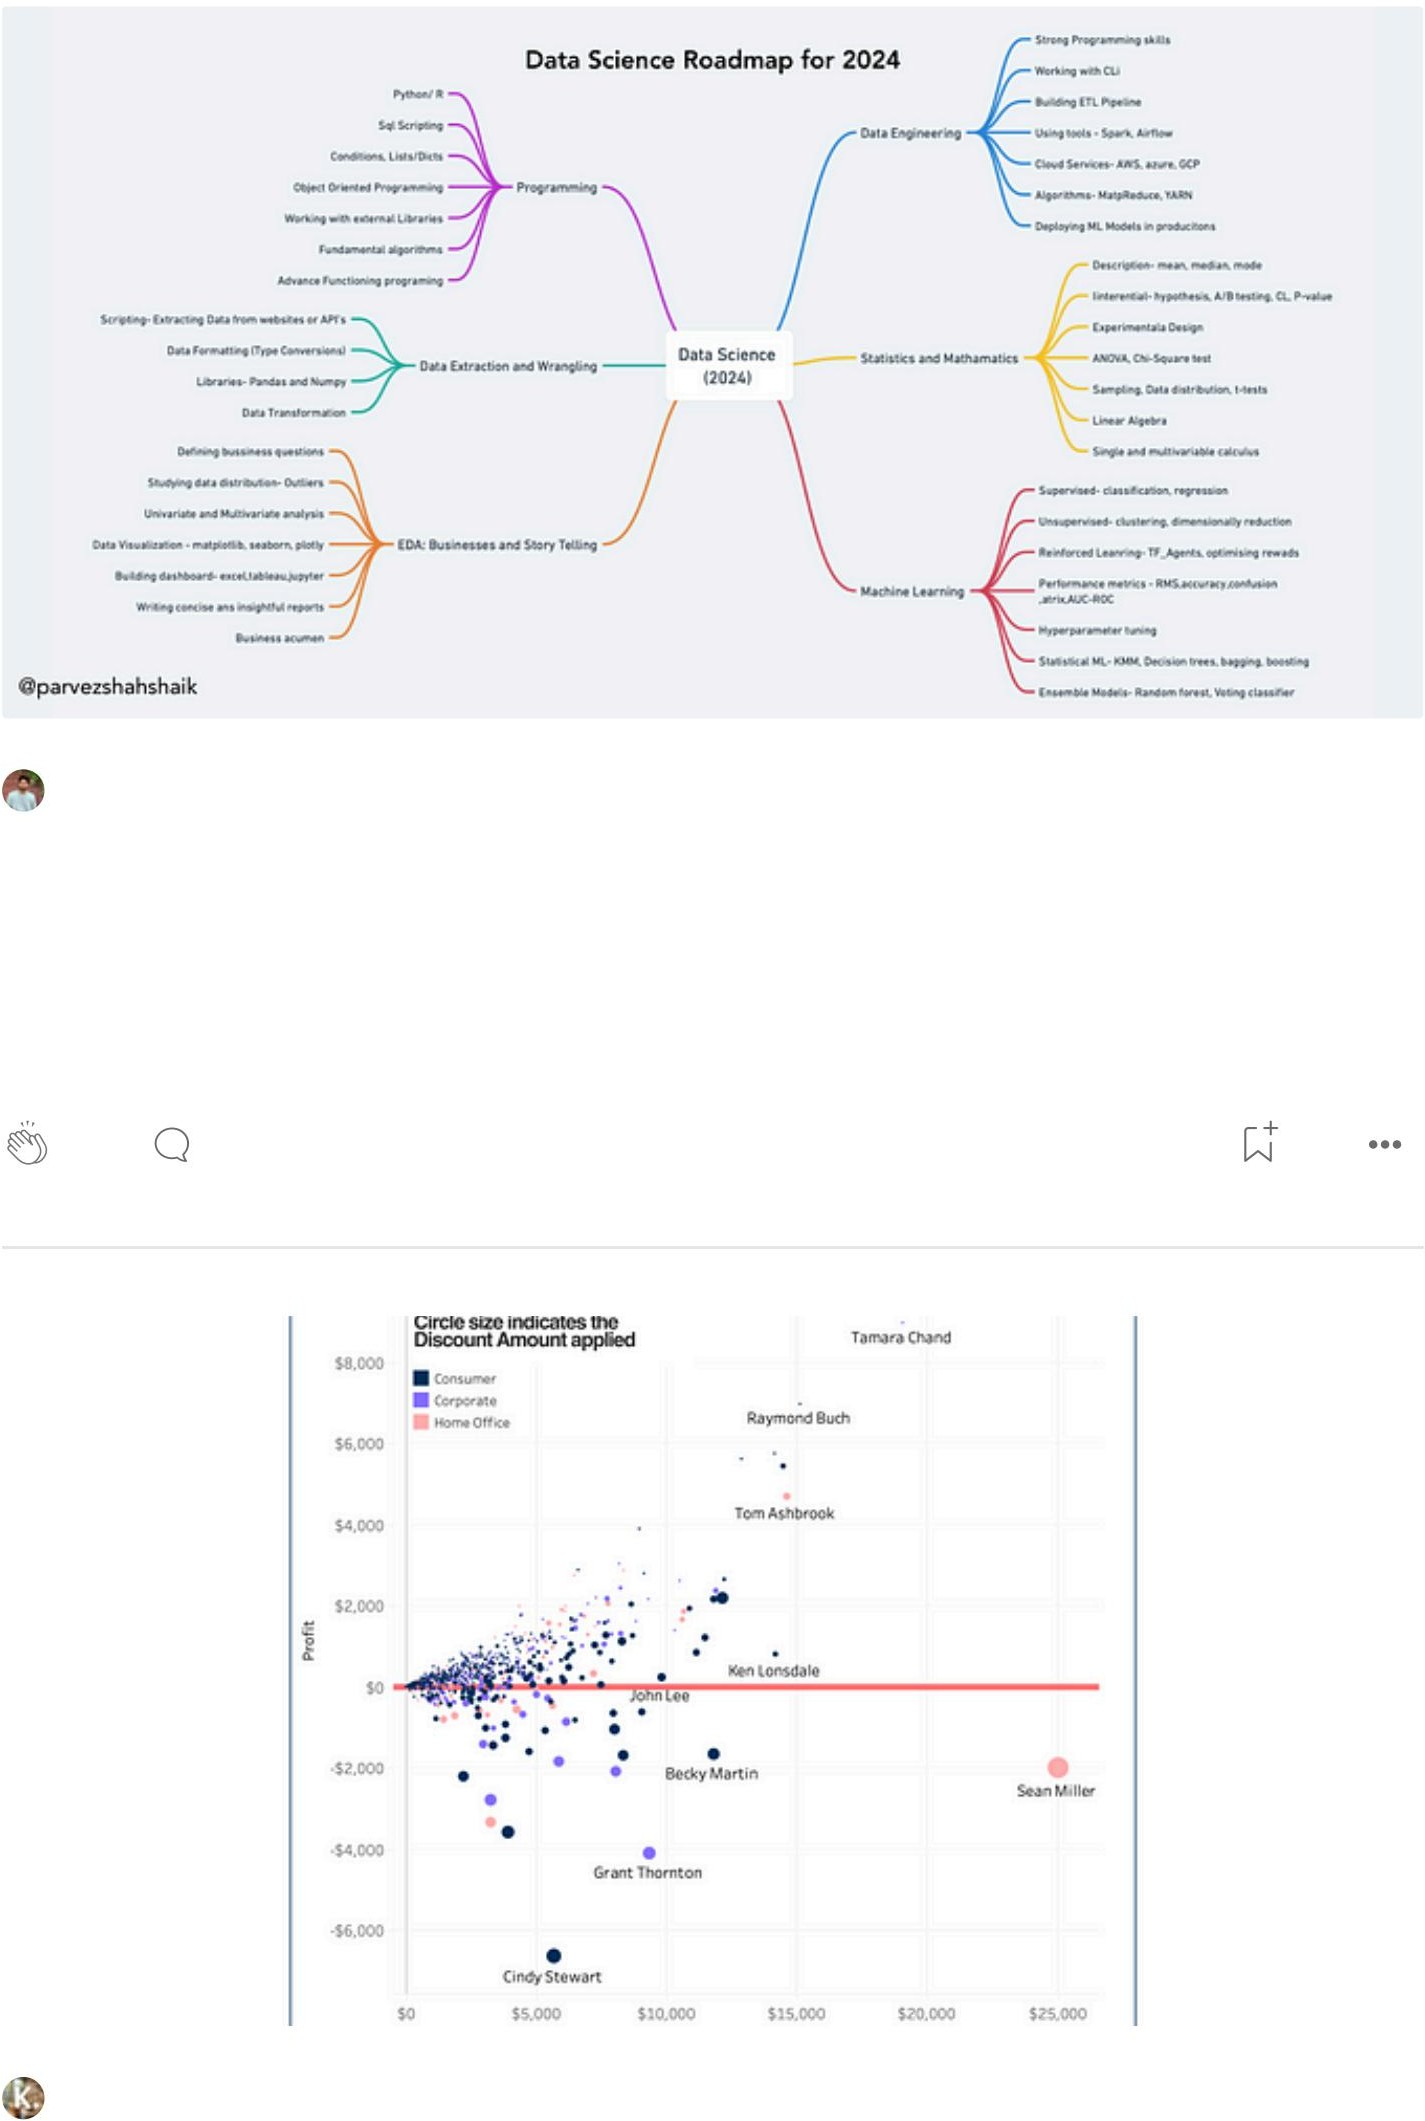 Data Science Roadmap for 2024
Python/ R
Sql Scripting
Conditions, Lists/Dicts
Object Oriented Programming
Working with external Libraries
Fundamental algorithms
Advance Functioning programing
Programming
Scripting- Extracting Data from websites or API's
Data Formatting (Type Conversions)
Libraries- Pandas and Numpy
Data Transformation
Data Extraction and Wrangling
Defining bussiness questions
Studying data distribution- Outliers
Univariate and Multivariate analysis
Data Visualization - matplotlib, seaborn, plotly
Building dashboard- excel,tableau,jupyter
Writing concise ans insightful reports
Business acumen
EDA: Businesses and Story Telling
Data Science
(2024)
Data Engineering
Strong Programming skills
Working with CLi
Building ETL Pipeline
Using tools - Spark, Airflow
Cloud Services- AWS, azure, GCP
Algorithms- MatpReduce, YARN
Deploying ML Models in producitons
Statistics and Mathamatics
Description- mean, median, mode
Iinterential- hypothesis, A/B testing, CL, P-value
Experimentala Design
ANOVA, Chi-Square test
Sampling, Data distribution, t-tests
Linear Algebra
Single and multivariable calculus
Machine Learning
Supervised- classification, regression
Unsupervised- clustering, dimensionally reduction
Reinforced Leanring- TF_Agents, optimising rewads
Performance metrics - RMS,accuracy,confusion
,atrix,AUC-ROC
Hyperparameter tuning
Statistical ML- KMM, Decision trees, bagging, boosting
Ensemble Models- Random forest, Voting classifier
@parvezshahshaik
Circle size indicates the
Discount Amount applied
Consumer
Corporate
Home Office
Profit
$8,000
$6,000
$4,000
$2,000
$0
-$2,000
-$4,000
-$6,000
Tamara Chand
Raymond Buch
Tom Ashbrook
Ken Lonsdale
John Lee
Becky Martin
Sean Miller
Grant Thornton
Cindy Stewart
$0
$5,000
$10,000
$15,000
$20,000
$25,000
k.